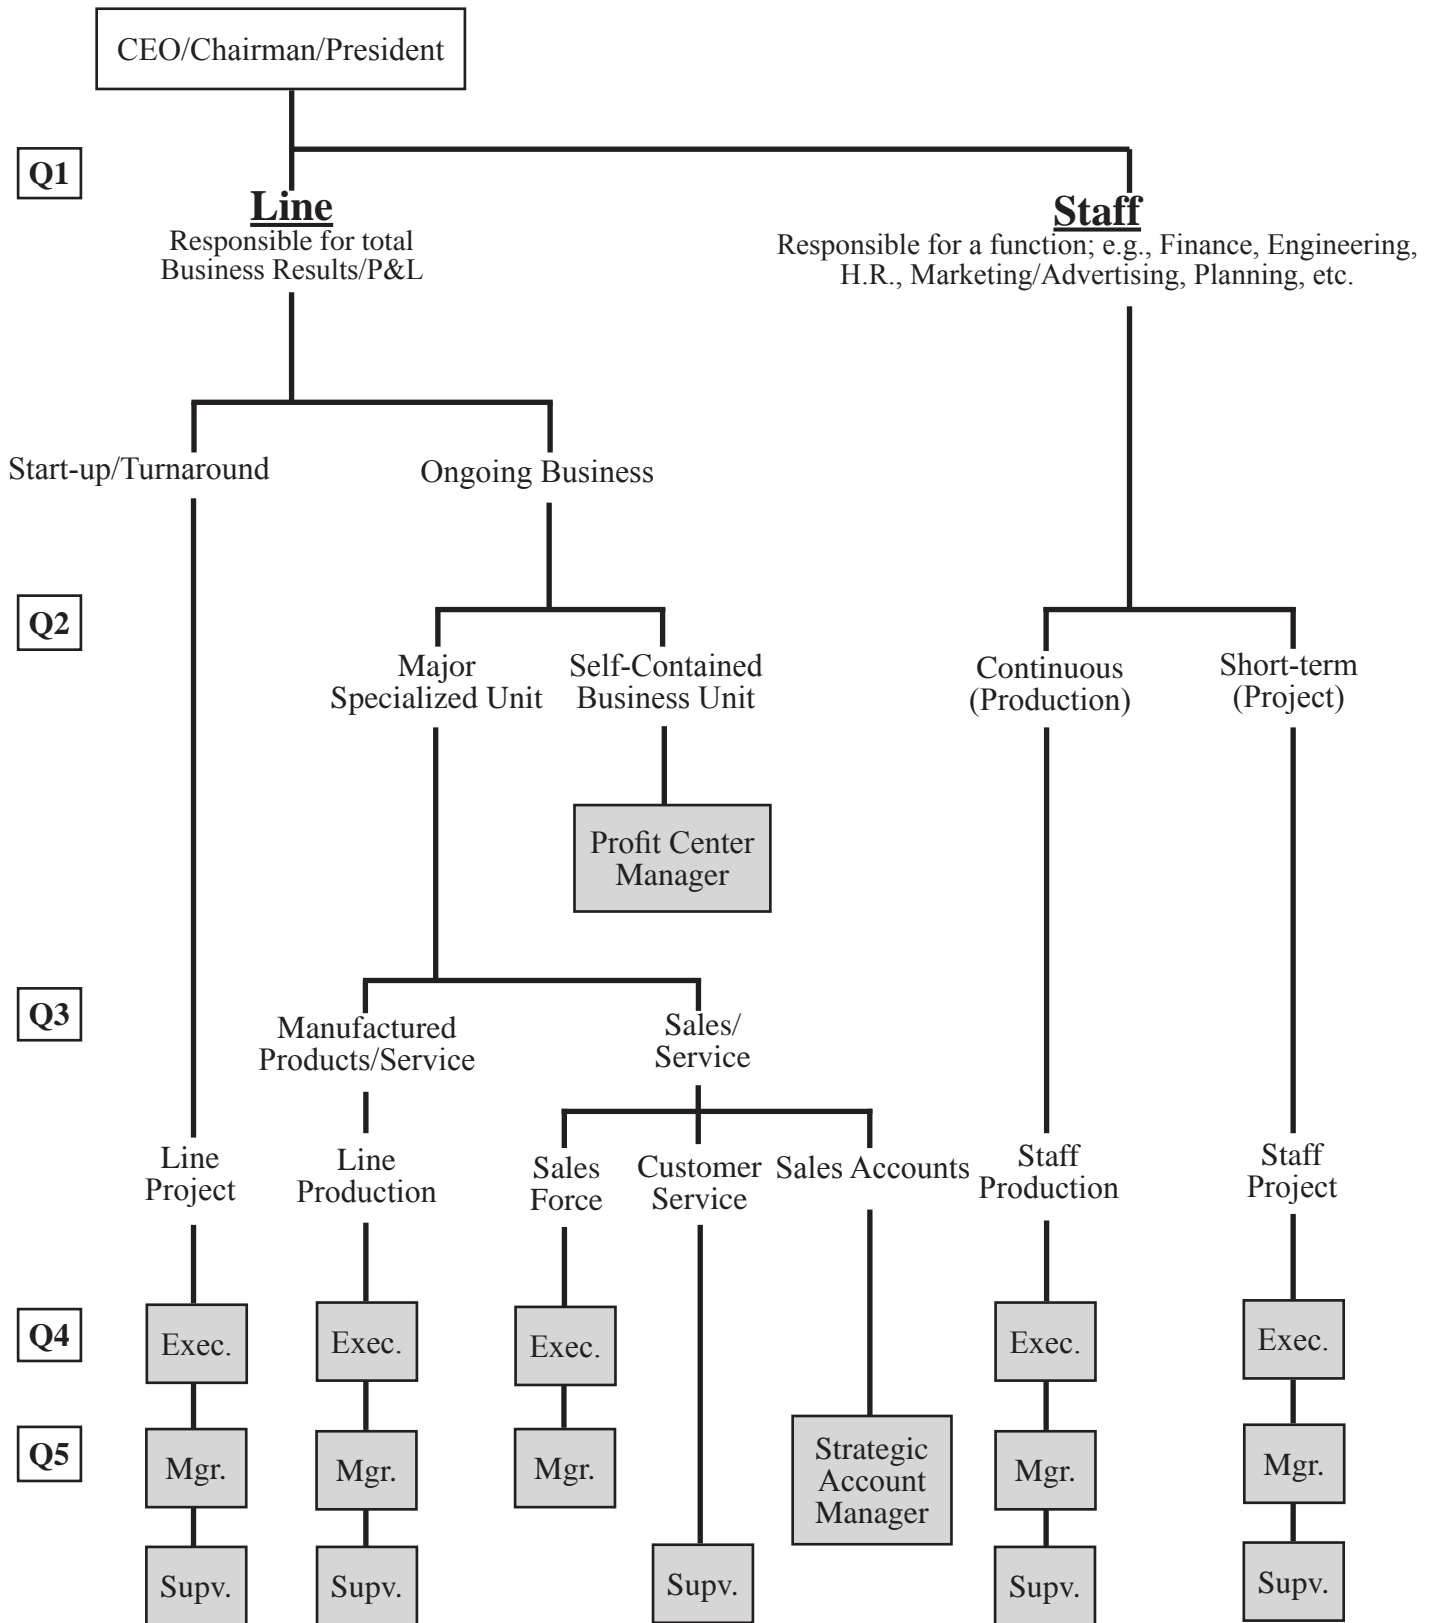 CEO/Chairman/President
Q1
Line
Responsible for total
Business Results/P&L
Staff
Responsible for a function; e.g., Finance, Engineering,
H.R., Marketing/Advertising, Planning, etc.
Start-up/Turnaround
Ongoing Business
Q2
Major
Specialized Unit
Self-Contained
Business Unit
Continuous
(Production)
Short-term
(Project)
Profit Center
Manager
Q3
Manufactured
Products/Service
Sales/
Service
Line
Project
Line
Production
Sales
Force
Customer
Service
Sales Accounts
Staff
Production
Staff
Project
Q4
Exec.
Exec.
Exec.
Exec.
Exec.
Q5
Mgr.
Mgr.
Mgr.
Strategic
Account
Manager
Mgr.
Mgr.
Supv.
Supv.
Supv.
Supv.
Supv.